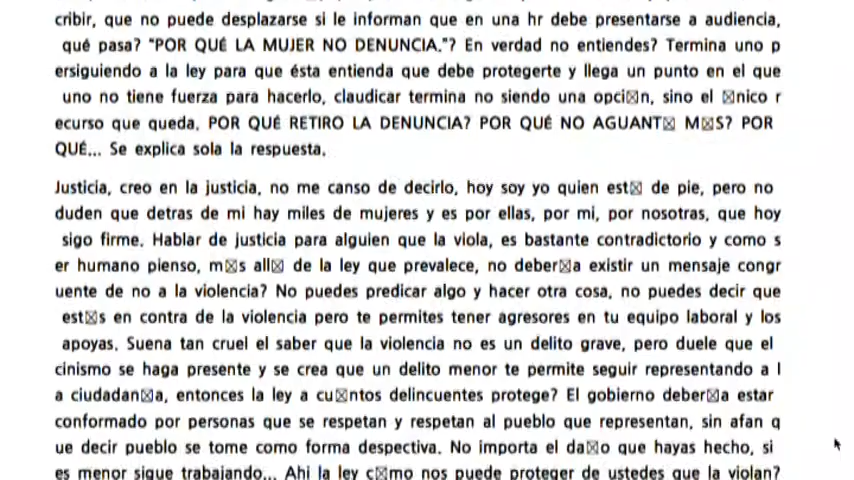 cribir, que no puede desplazarse si le informan que en una hr debe presentarse a audiencia,
qué pasa? "POR QUÉ LA MUJER NO DENUNCIA."? En verdad no entiendes? Termina uno p
ersiguiendo a la ley para que ésta entienda que debe protegerte y llega un punto en el que
uno no tiene fuerza para hacerlo, claudicar termina no siendo una opci☒n, sino el ☒nico r
ecurso que queda. POR QUÉ RETIRO LA DENUNCIA? POR QUÉ NO AGUANT☒ M☒S? POR
QUÉ... Se explica sola la respuesta.
Justicia, creo en la justicia, no me canso de decirlo, hoy soy yo quien est☒ de pie, pero no
duden que detras de mi hay miles de mujeres y es por ellas, por mi, por nosotras, que hoy
sigo firme. Hablar de justicia para alguien que la viola, es bastante contradictorio y como s
er humano pienso, m☒s all☒ de la ley que prevalece, no deber☒a existir un mensaje congr
uente de no a la violencia? No puedes predicar algo y hacer otra cosa, no puedes decir que
est☒s en contra de la violencia pero te permites tener agresores en tu equipo laboral y los
apoyas. Suena tan cruel el saber que la violencia no es un delito grave, pero duele que el
cinismo se haga presente y se crea que un delito menor te permite seguir representando a l
a ciudadan☒a, entonces la ley a cu☒ntos delincuentes protege? El gobierno deber☒a estar
conformado por personas que se respetan y respetan al pueblo que representan, sin afan q
ue decir pueblo se tome como forma despectiva. No importa el da☒o que hayas hecho, si
es menor sigue trabajando... Ahi la ley c☒mo nos puede proteger de ustedes que la violan?